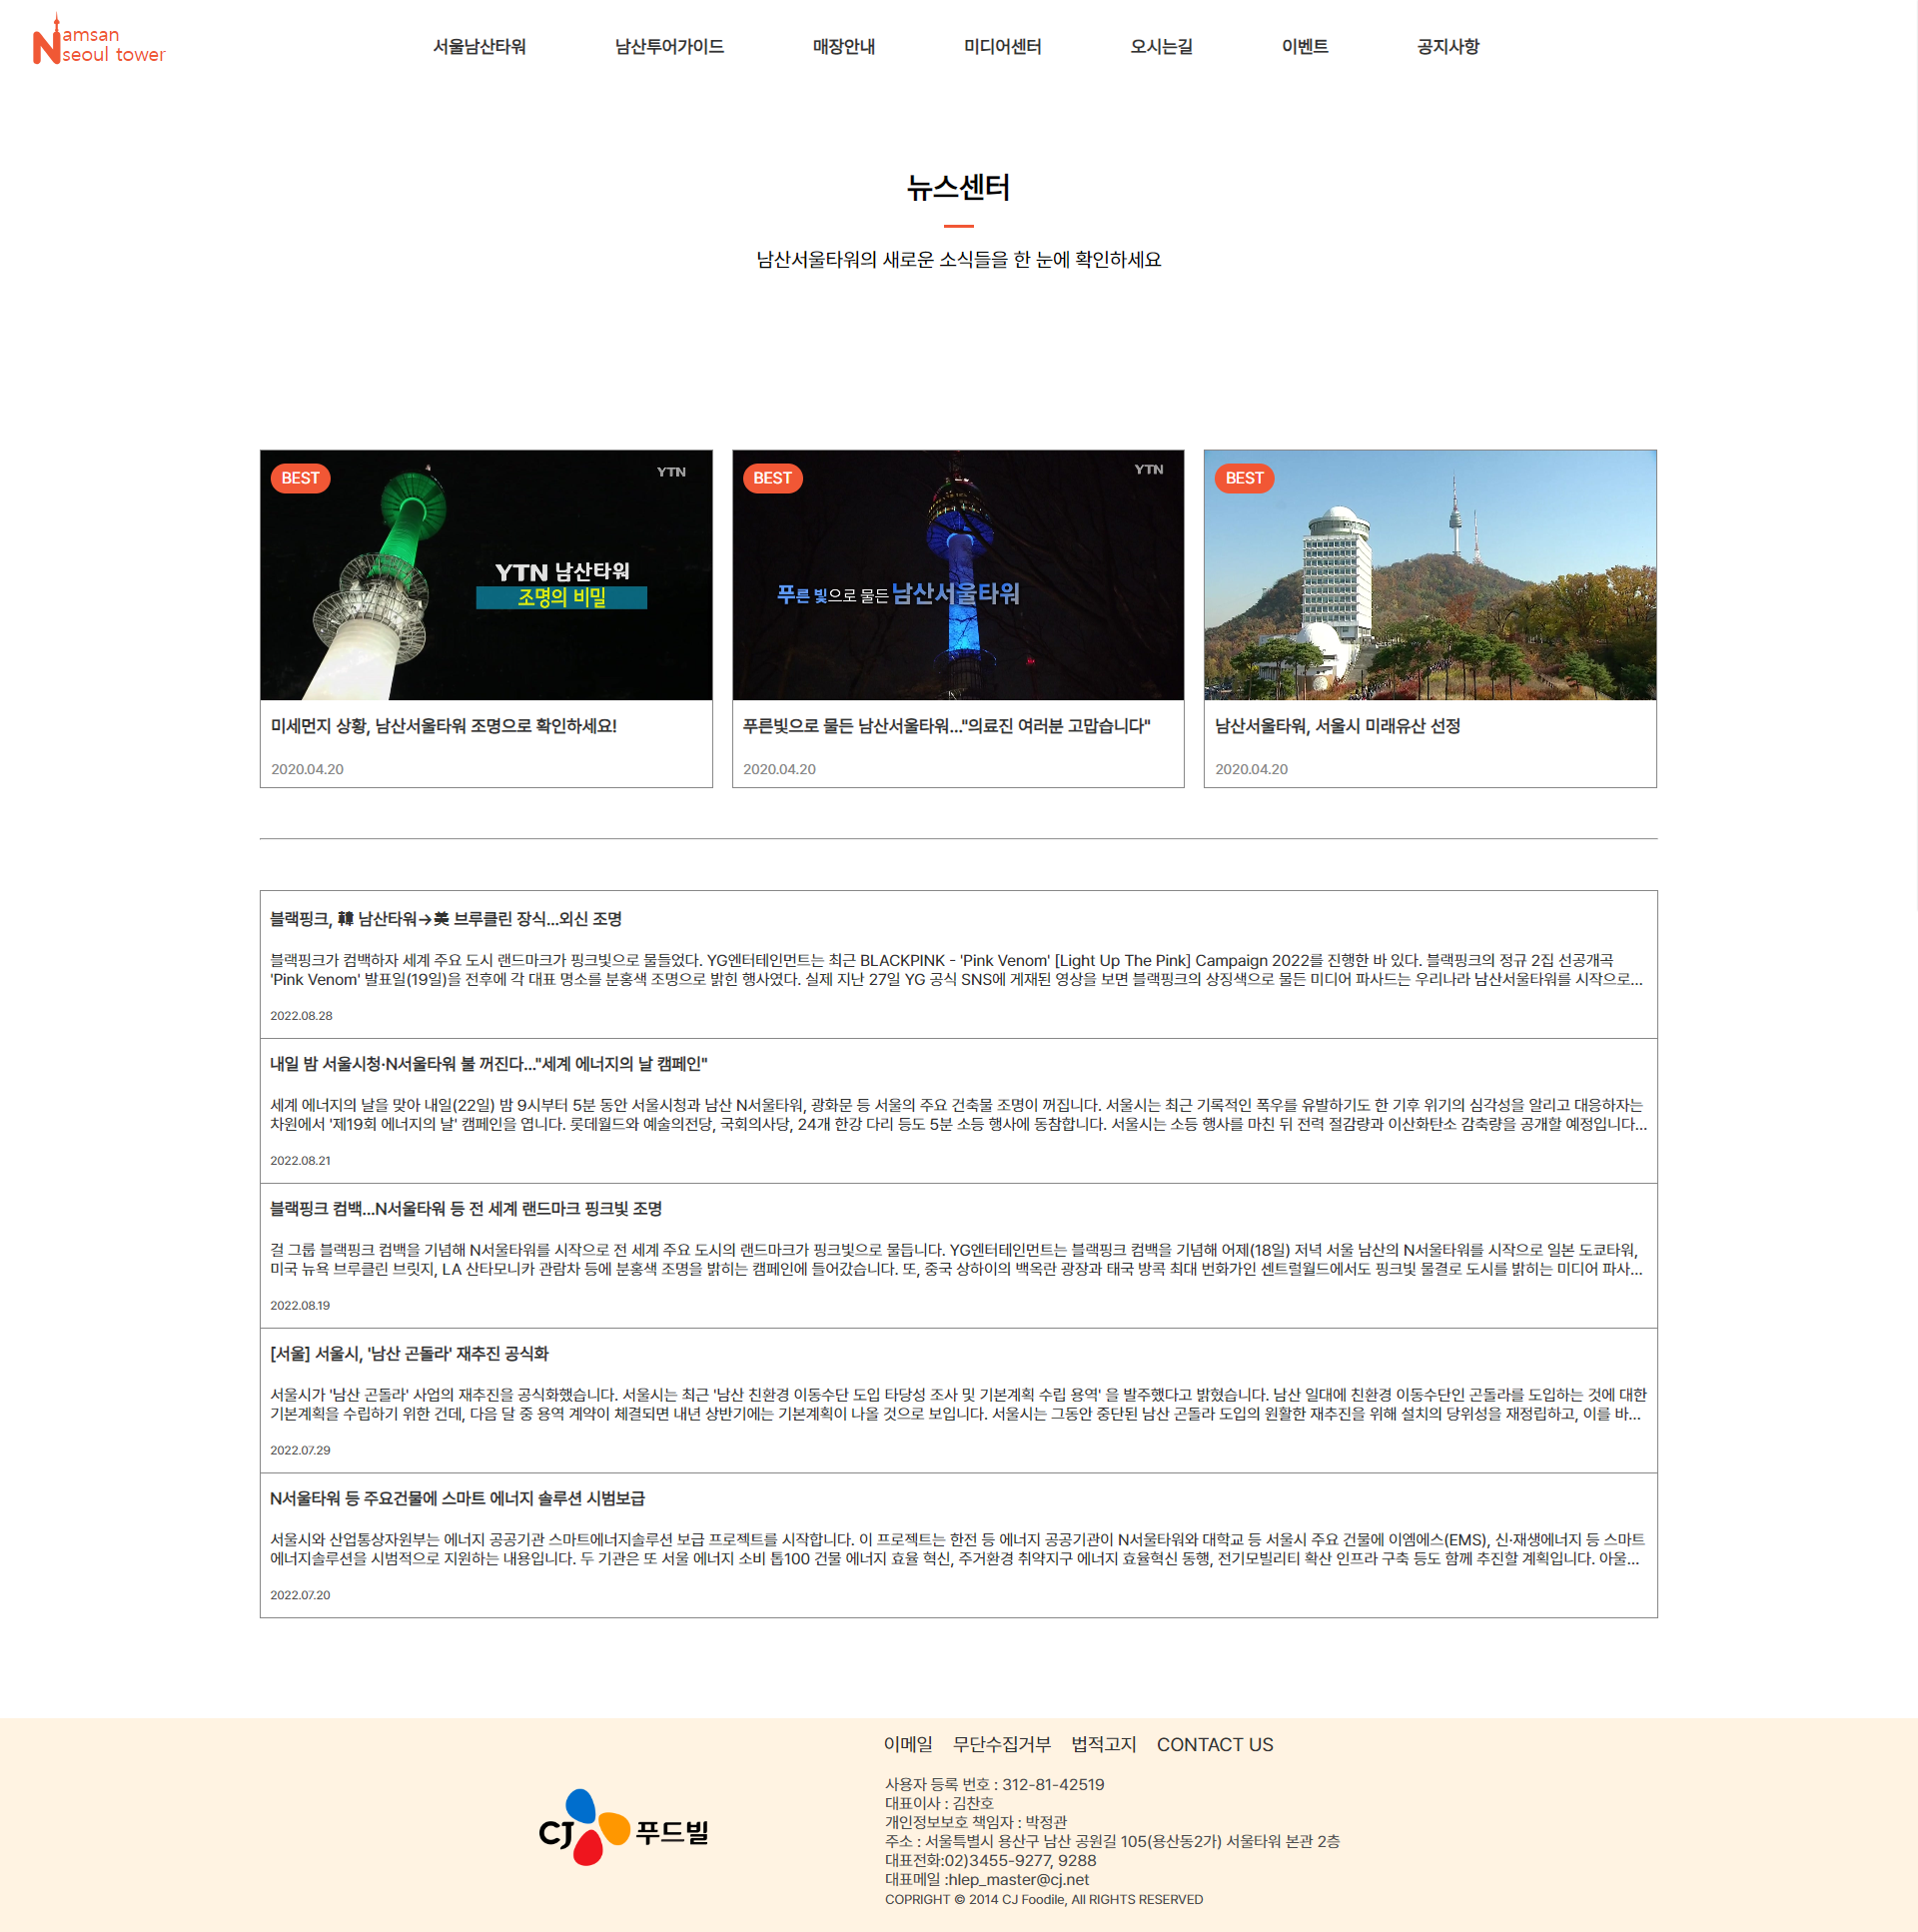 Namsan
seoul tower
서울남산타워 남산투어가이드 매장안내 미디어센터 오시는길 이벤트 공지사항
뉴스센터
남산서울타워의 새로운 소식들을 한 눈에 확인하세요
BEST
YTN
YTN 남산타워
조명의 비밀
미세먼지 상황, 남산서울타워 조명으로 확인하세요!
2020.04.20
BEST
YTN
푸른 빛으로 물든 남산서울타워
푸른빛으로 물든 남산서울타워..."의료진 여러분 고맙습니다"
2020.04.20
BEST
남산서울타워, 서울시 미래유산 선정
2020.04.20
블랙핑크, 韓 남산타워→美 브루클린 장식...외신 조명
블랙핑크가 컴백하자 세계 주요 도시 랜드마크가 핑크빛으로 물들었다. YG엔터테인먼트는 최근 BLACKPINK - 'Pink Venom' [Light Up The Pink] Campaign 2022를 진행한 바 있다. 블랙핑크의 정규 2집 선공개곡
'Pink Venom' 발표일(19일)을 전후에 각 대표 명소를 분홍색 조명으로 밝힌 행사였다. 실제 지난 27일 YG 공식 SNS에 게재된 영상을 보면 블랙핑크의 상징색으로 물든 미디어 파사드는 우리나라 남산서울타워를 시작으로...
2022.08.28
내일 밤 서울시청·N서울타워 불 꺼진다..."세계 에너지의 날 캠페인"
세계 에너지의 날을 맞아 내일(22일) 밤 9시부터 5분 동안 서울시청과 남산 N서울타워, 광화문 등 서울의 주요 건축물 조명이 꺼집니다. 서울시는 최근 기록적인 폭우를 유발하기도 한 기후 위기의 심각성을 알리고 대응하자는
차원에서 '제19회 에너지의 날' 캠페인을 엽니다. 롯데월드와 예술의전당, 국회의사당, 24개 한강 다리 등도 5분 소등 행사에 동참합니다. 서울시는 소등 행사를 마친 뒤 전력 절감량과 이산화탄소 감축량을 공개할 예정입니다...
2022.08.21
블랙핑크 컴백...N서울타워 등 전 세계 랜드마크 핑크빛 조명
걸 그룹 블랙핑크 컴백을 기념해 N서울타워를 시작으로 전 세계 주요 도시의 랜드마크가 핑크빛으로 물듭니다. YG엔터테인먼트는 블랙핑크 컴백을 기념해 어제(18일) 저녁 서울 남산의 N서울타워를 시작으로 일본 도쿄타워,
미국 뉴욕 브루클린 브릿지, LA 산타모니카 관람차 등에 분홍색 조명을 밝히는 캠페인에 들어갔습니다. 또, 중국 상하이의 백옥란 광장과 태국 방콕 최대 번화가인 센트럴월드에서도 핑크빛 물결로 도시를 밝히는 미디어 파사...
2022.08.19
[서울] 서울시, '남산 곤돌라' 재추진 공식화
서울시가 '남산 곤돌라' 사업의 재추진을 공식화했습니다. 서울시는 최근 '남산 친환경 이동수단 도입 타당성 조사 및 기본계획 수립 용역' 을 발주했다고 밝혔습니다. 남산 일대에 친환경 이동수단인 곤돌라를 도입하는 것에 대한
기본계획을 수립하기 위한 건데, 다음 달 중 용역 계약이 체결되면 내년 상반기에는 기본계획이 나올 것으로 보입니다. 서울시는 그동안 중단된 남산 곤돌라 도입의 원활한 재추진을 위해 설치의 당위성을 재정립하고, 이를 바...
2022.07.29
N서울타워 등 주요건물에 스마트 에너지 솔루션 시범보급
서울시와 산업통상자원부는 에너지 공공기관 스마트에너지솔루션 보급 프로젝트를 시작합니다. 이 프로젝트는 한전 등 에너지 공공기관이 N서울타워와 대학교 등 서울시 주요 건물에 이엠에스(EMS), 신·재생에너지 등 스마트
에너지솔루션을 시범적으로 지원하는 내용입니다. 두 기관은 또 서울 에너지 소비 톱100 건물 에너지 효율 혁신, 주거환경 취약지구 에너지 효율혁신 동행, 전기모빌리티 확산 인프라 구축 등도 함께 추진할 계획입니다. 아울...
2022.07.20
CJ 푸드빌
이메일 무단수집거부 법적고지 CONTACT US
사용자 등록 번호 : 312-81-42519
대표이사 : 김찬호
개인정보보호 책임자 : 박정관
주소 : 서울특별시 용산구 남산 공원길 105(용산동2가) 서울타워 본관 2층
대표전화:02)3455-9277, 9288
대표메일 :hlep_master@cj.net
COPRIGHT © 2014 CJ Foodile, All RIGHTS RESERVED